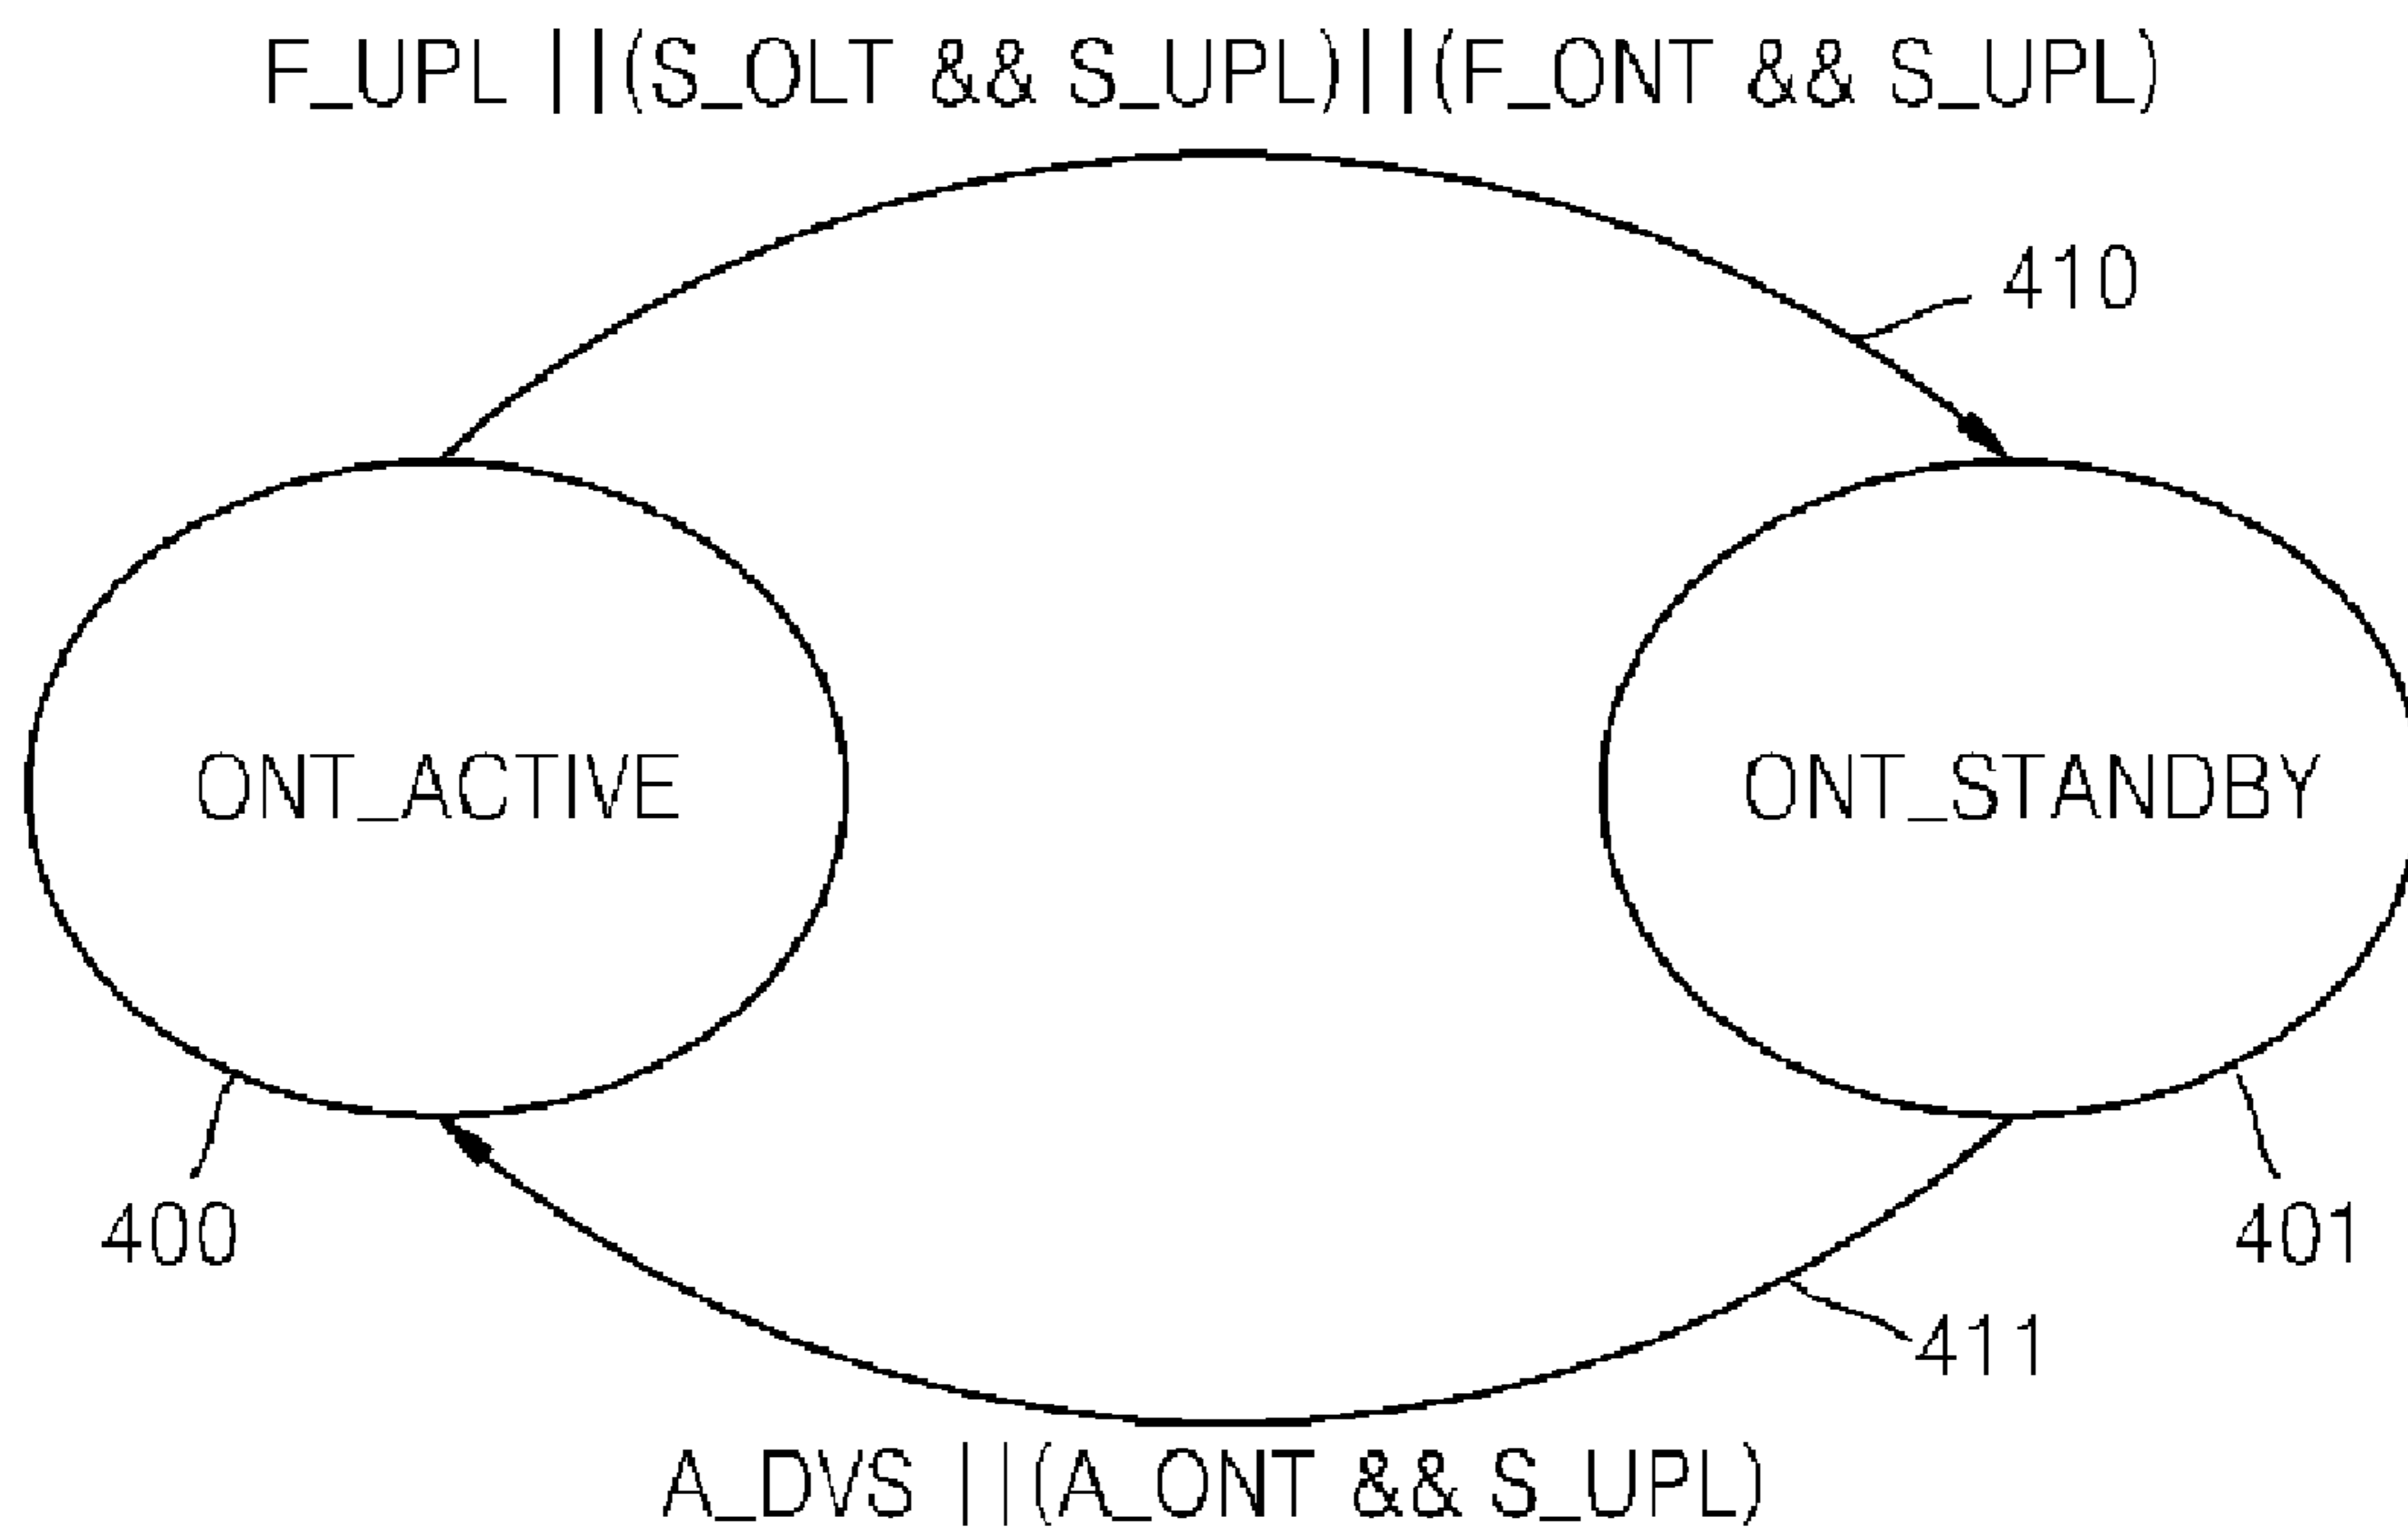 F_UPL ||(S_OLT && S_UPL)||(F_ONT && S_UPL)
410
ONT_ACTIVE
ONT_STANDBY
400
401
411
A_DVS ||(A_ONT && S_UPL)